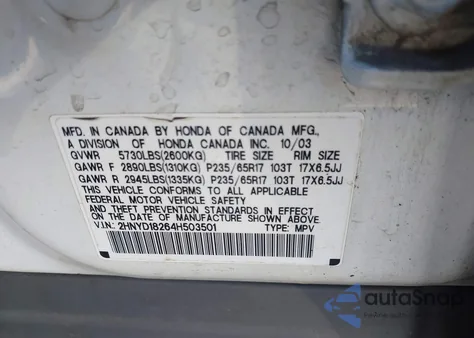 MFD. IN CANADA BY HONDA OF CANADA MFG.,
A DIVISION OF HONDA CANADA INC. 10/03
GVWR 5730LBS(2600KG) TIRE SIZE RIM SIZE
GAWR F 2890LBS(1310KG) P235/65R17 103T 17X6.5JJ
GAWR R 2945LBS(1335KG) P235/65R17 103T 17X6.5JJ
THIS VEHICLE CONFORMS TO ALL APPLICABLE
FEDERAL MOTOR VEHICLE SAFETY
AND THEFT PREVENTION STANDARDS IN EFFECT ON
THE DATE OF MANUFACTURE SHOWN ABOVE.
V.I.N.: 2HNYD18264H503501 TYPE: MPV
autoSnap